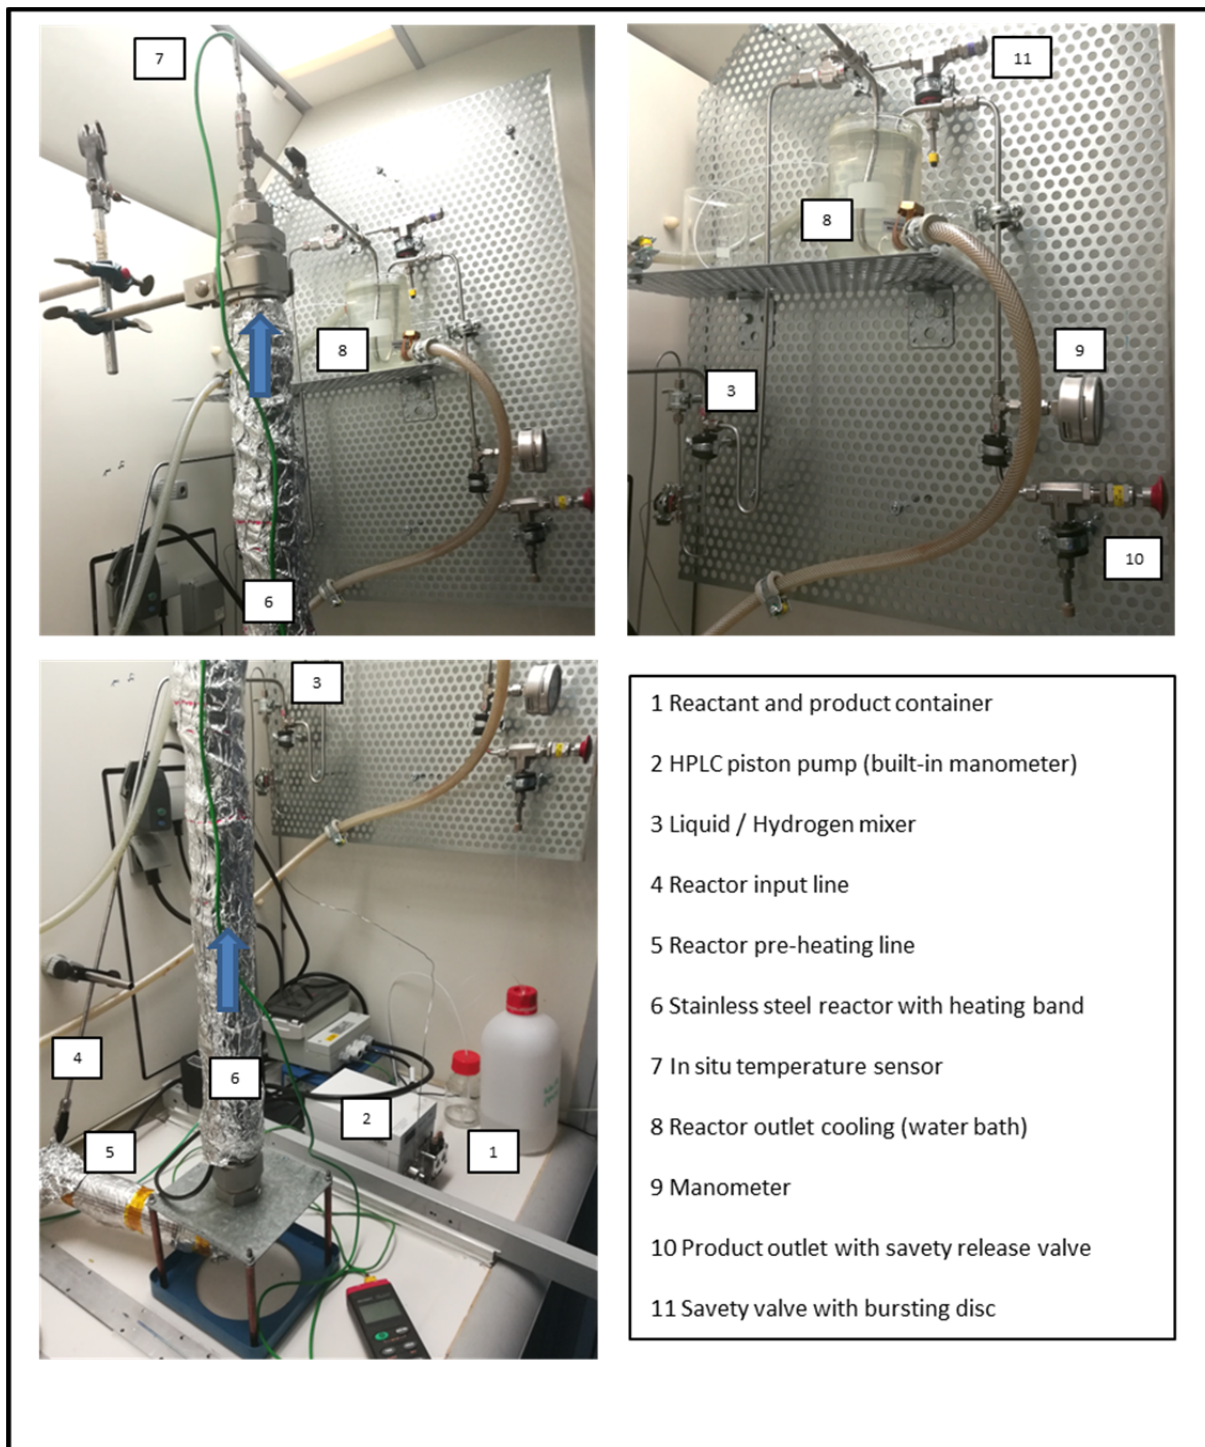 7
8
6
11
8
3
9
10
3
4
6
5
2
1
1 Reactant and product container
2 HPLC piston pump (built-in manometer)
3 Liquid / Hydrogen mixer
4 Reactor input line
5 Reactor pre-heating line
6 Stainless steel reactor with heating band
7 In situ temperature sensor
8 Reactor outlet cooling (water bath)
9 Manometer
10 Product outlet with savety release valve
11 Savety valve with bursting disc